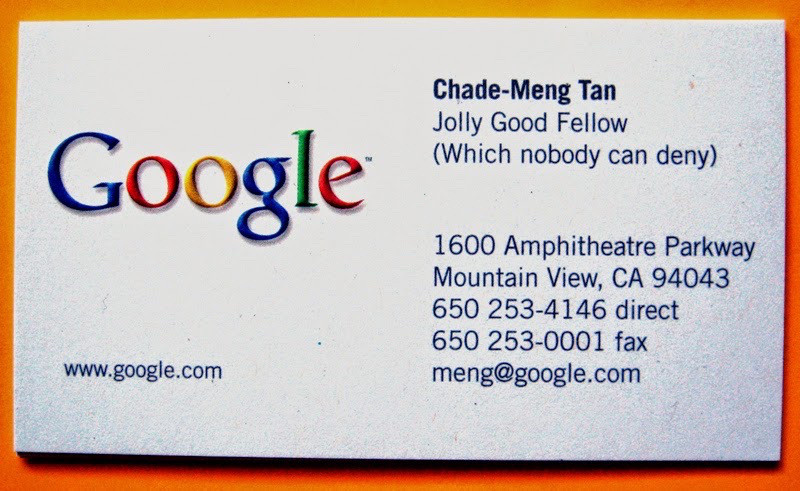 Google™
www.google.com
Chade-Meng Tan
Jolly Good Fellow
(Which nobody can deny)
1600 Amphitheatre Parkway
Mountain View, CA 94043
650 253-4146 direct
650 253-0001 fax
meng@google.com